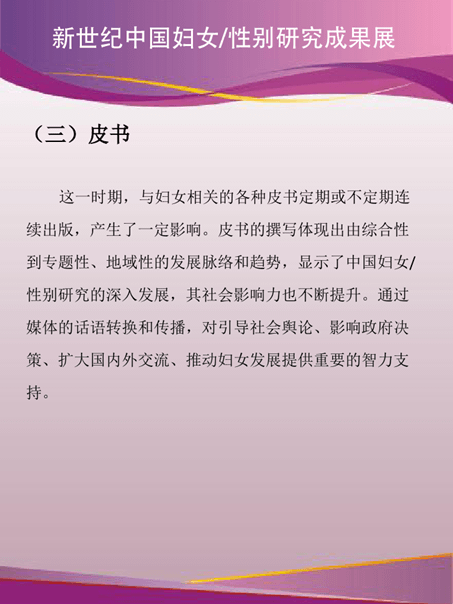 新世纪中国妇女/性别研究成果展
（三）皮书
这一时期，与妇女相关的各种皮书定期或不定期连
续出版，产生了一定影响。皮书的撰写体现出由综合性
到专题性、地域性的发展脉络和趋势，显示了中国妇女/
性别研究的深入发展，其社会影响力也不断提升。通过
媒体的话语转换和传播，对引导社会舆论、影响政府决
策、扩大国内外交流、推动妇女发展提供重要的智力支
持。